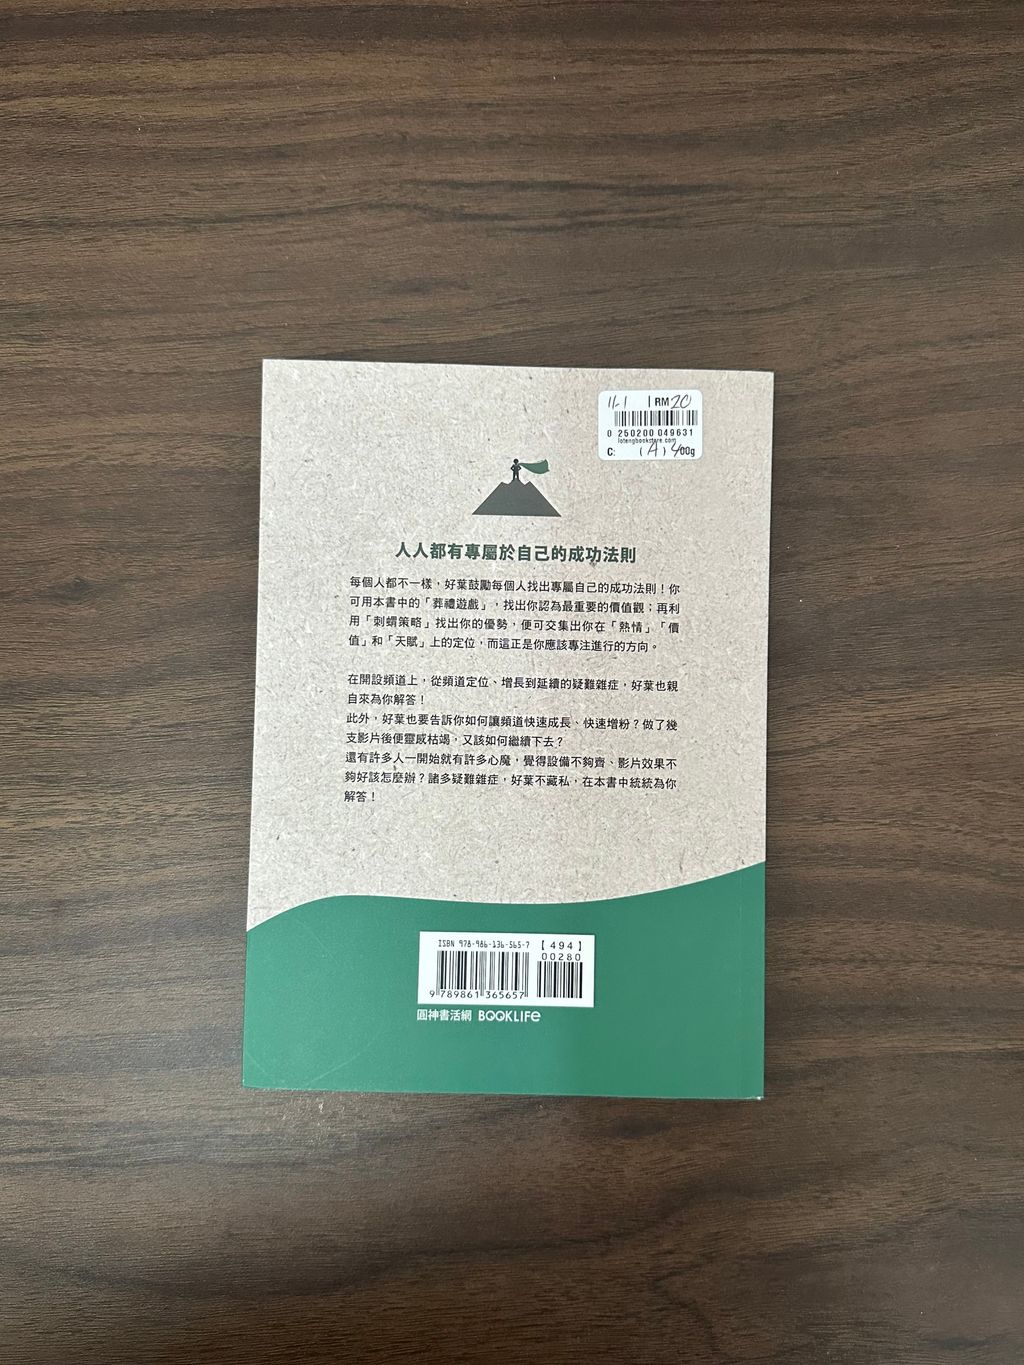 11-1 | RM 20
0 250200 049631
lotengbookstore.com
C: (A) 400g
人人都有專屬於自己的成功法則
每個人都不一樣，好葉鼓勵每個人找出專屬自己的成功法則！你
可用本書中的「葬禮遊戲」，找出你認為最重要的價值觀；再利
用「刺蝟策略」找出你的優勢，便可交集出你在「熱情」「價
值」和「天賦」上的定位，而這正是你應該專注進行的方向。
在開設頻道上，從頻道定位、增長到延續的疑難雜症，好葉也親
自來為你解答！
此外，好葉也要告訴你如何讓頻道快速成長、快速增粉？做了幾
支影片後便靈感枯竭，又該如何繼續下去？
還有許多人一開始就有許多心魔，覺得設備不夠齊、影片效果不
夠好該怎麼辦？諸多疑難雜症，好葉不藏私，在本書中統統為你
解答！
ISBN 978-986-136-565-7 【494】
00280
9 789861 365657
圓神書活網 BOOKLIFE